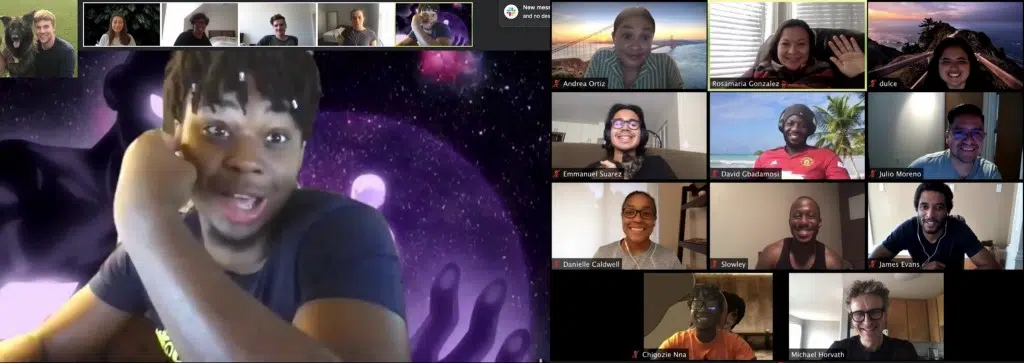 New mes
and no des
Andrea Ortiz
Rosamaria Gonzalez
dulce
Emmanuel Suarez
David Gbadamosi
Julio Moreno
Danielle Caldwell
Slowley
James Evans
Chigozie Nna
Michael Horvath